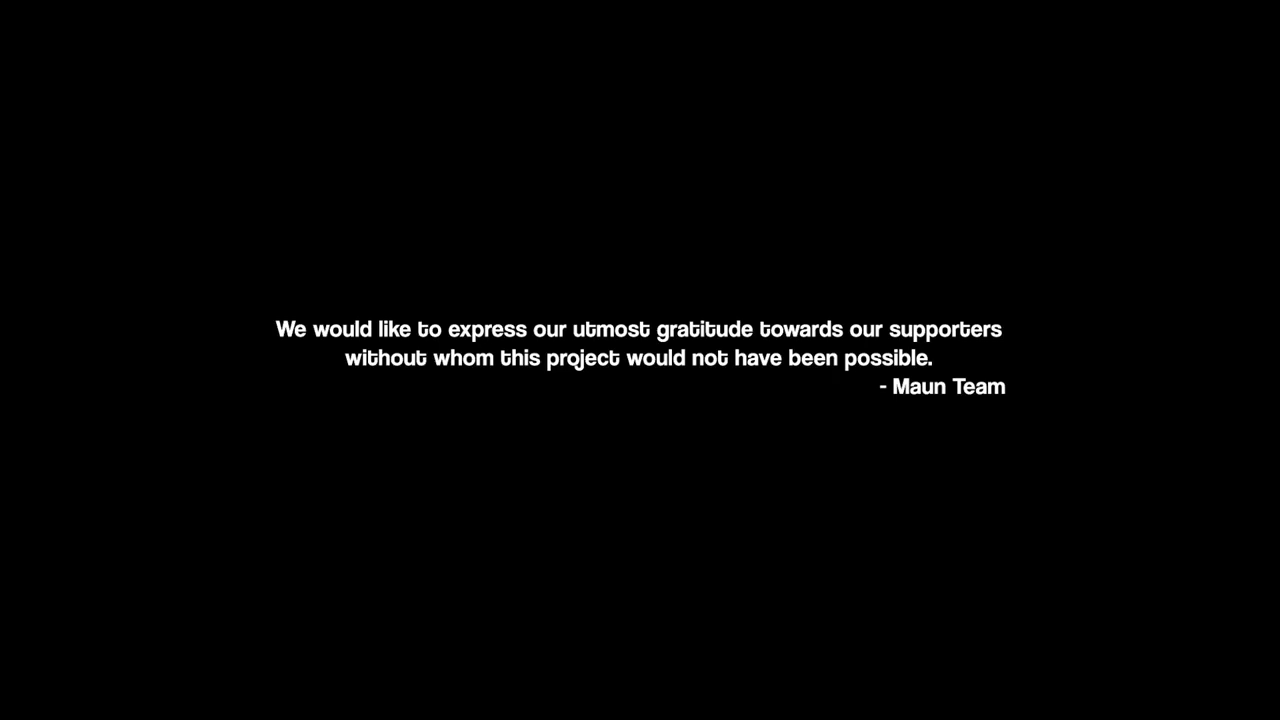 We would like to express our utmost gratitude towards our supporters
without whom this project would not have been possible.
- Maun Team